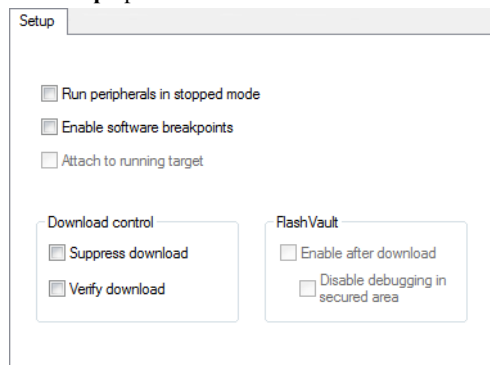 Setup
Run peripherals in stopped mode
Enable software breakpoints
Attach to running target
Download control
Suppress download
Verify download
FlashVault
Enable after download
Disable debugging in
secured area